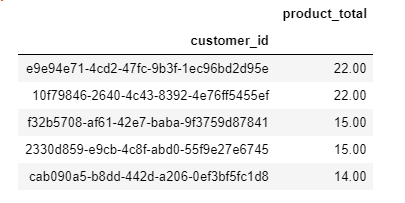 product_total
customer_id
e9e94e71-4cd2-47fc-9b3f-1ec96bd2d95e 22.00
10f79846-2640-4c43-8392-4e76ff5455ef 22.00
f32b5708-af61-42e7-baba-9f3759d87841 15.00
2330d859-e9cb-4c8f-abd0-55f9e27e6745 15.00
cab090a5-b8dd-442d-a206-0ef3bf5fc1d8 14.00